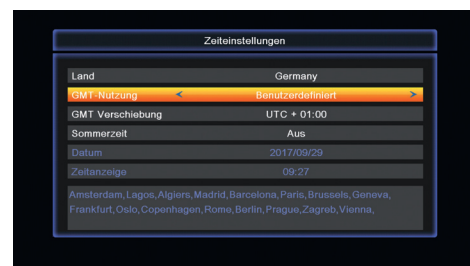 Zeiteinstellungen
Land Germany
GMT-Nutzung Benutzerdefiniert
GMT Verschiebung UTC + 01:00
Sommerzeit Aus
Datum 2017/09/29
Zeitanzeige 09:27
Amsterdam,Lagos,Algiers,Madrid,Barcelona,Paris,Brussels,Geneva,
Frankfurt,Oslo,Copenhagen,Rome,Berlin,Prague,Zagreb,Vienna,